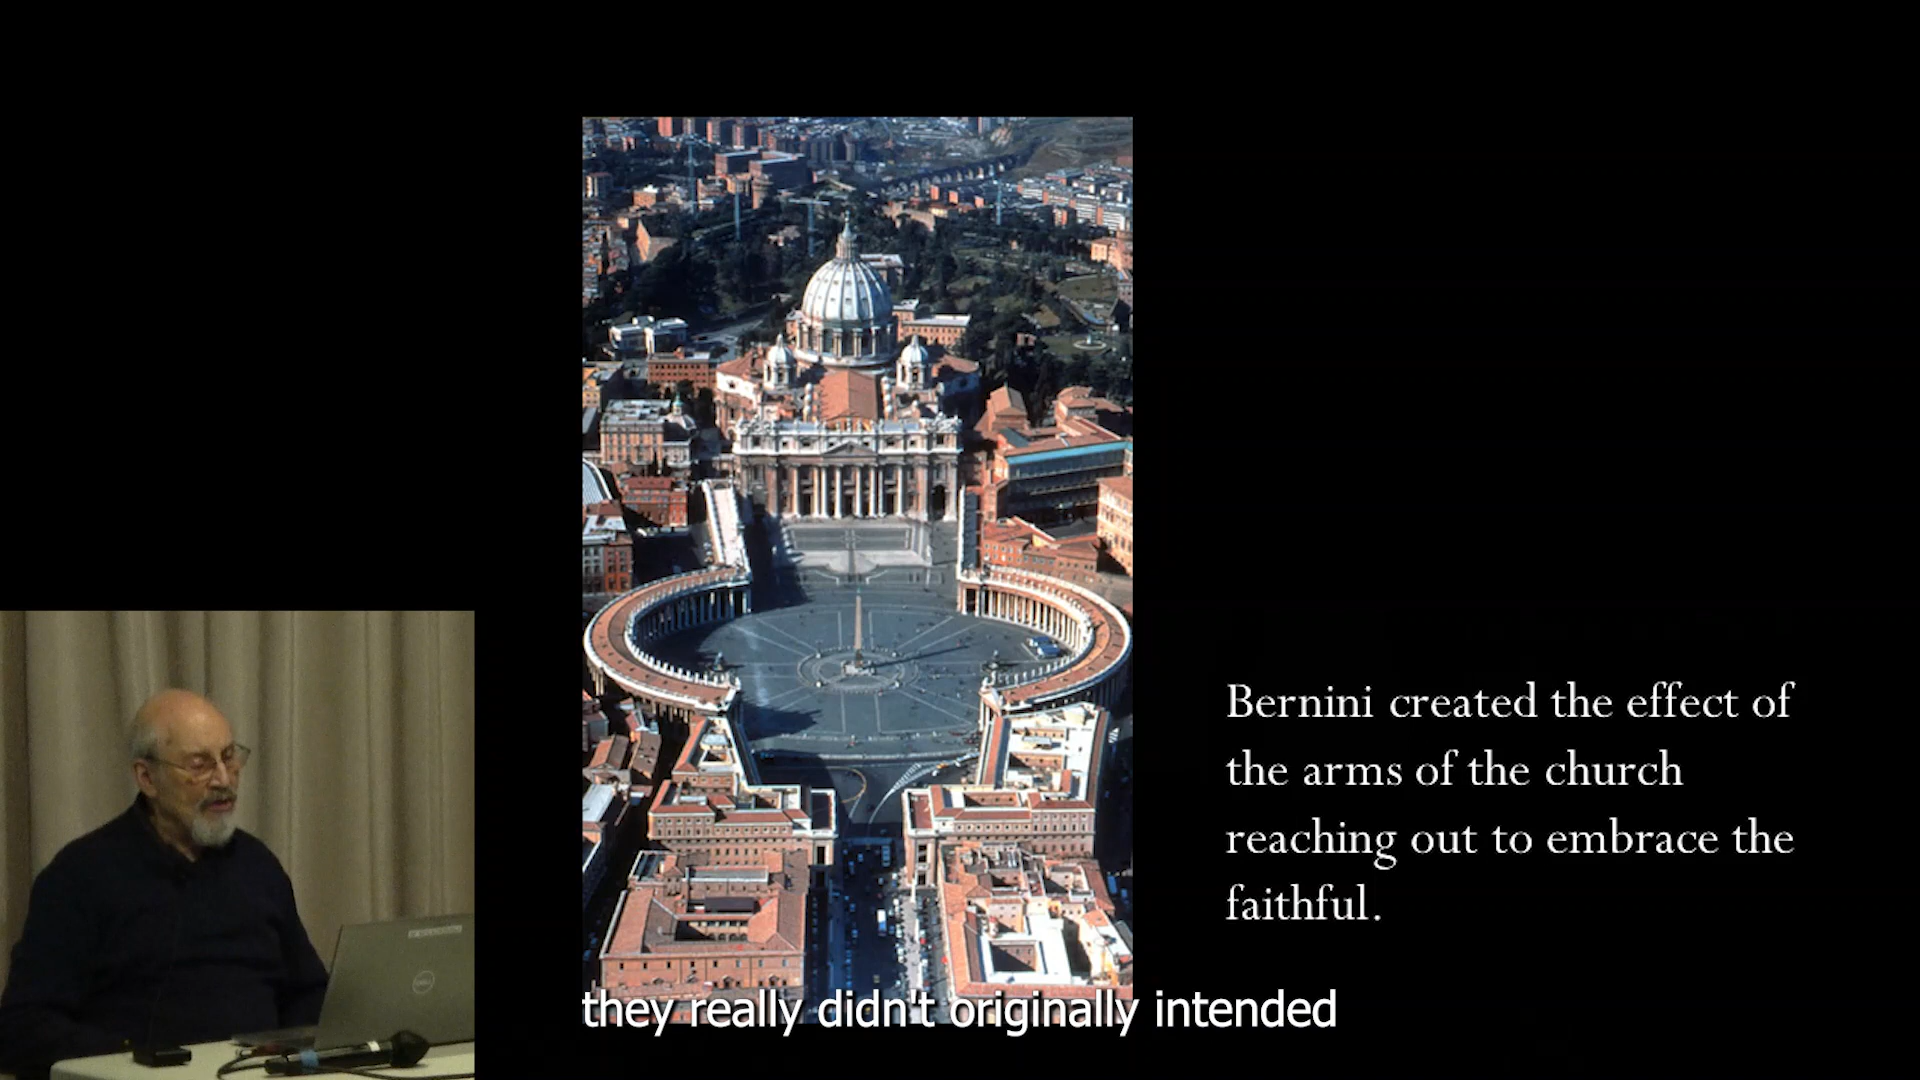 Bernini created the effect of
the arms of the church
reaching out to embrace the
faithful.
they really didn't originally intended
DELL